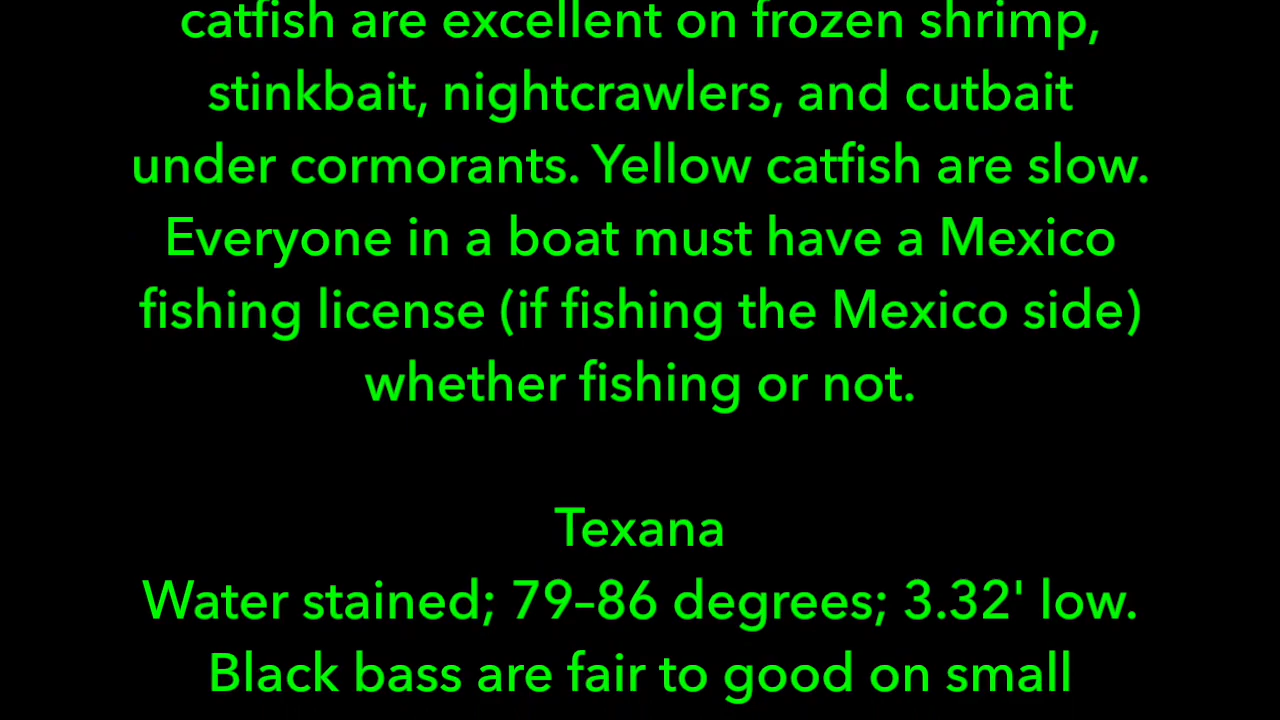 catfish are excellent on frozen shrimp,
stinkbait, nightcrawlers, and cutbait
under cormorants. Yellow catfish are slow.
Everyone in a boat must have a Mexico
fishing license (if fishing the Mexico side)
whether fishing or not.
Texana
Water stained; 79–86 degrees; 3.32' low.
Black bass are fair to good on small